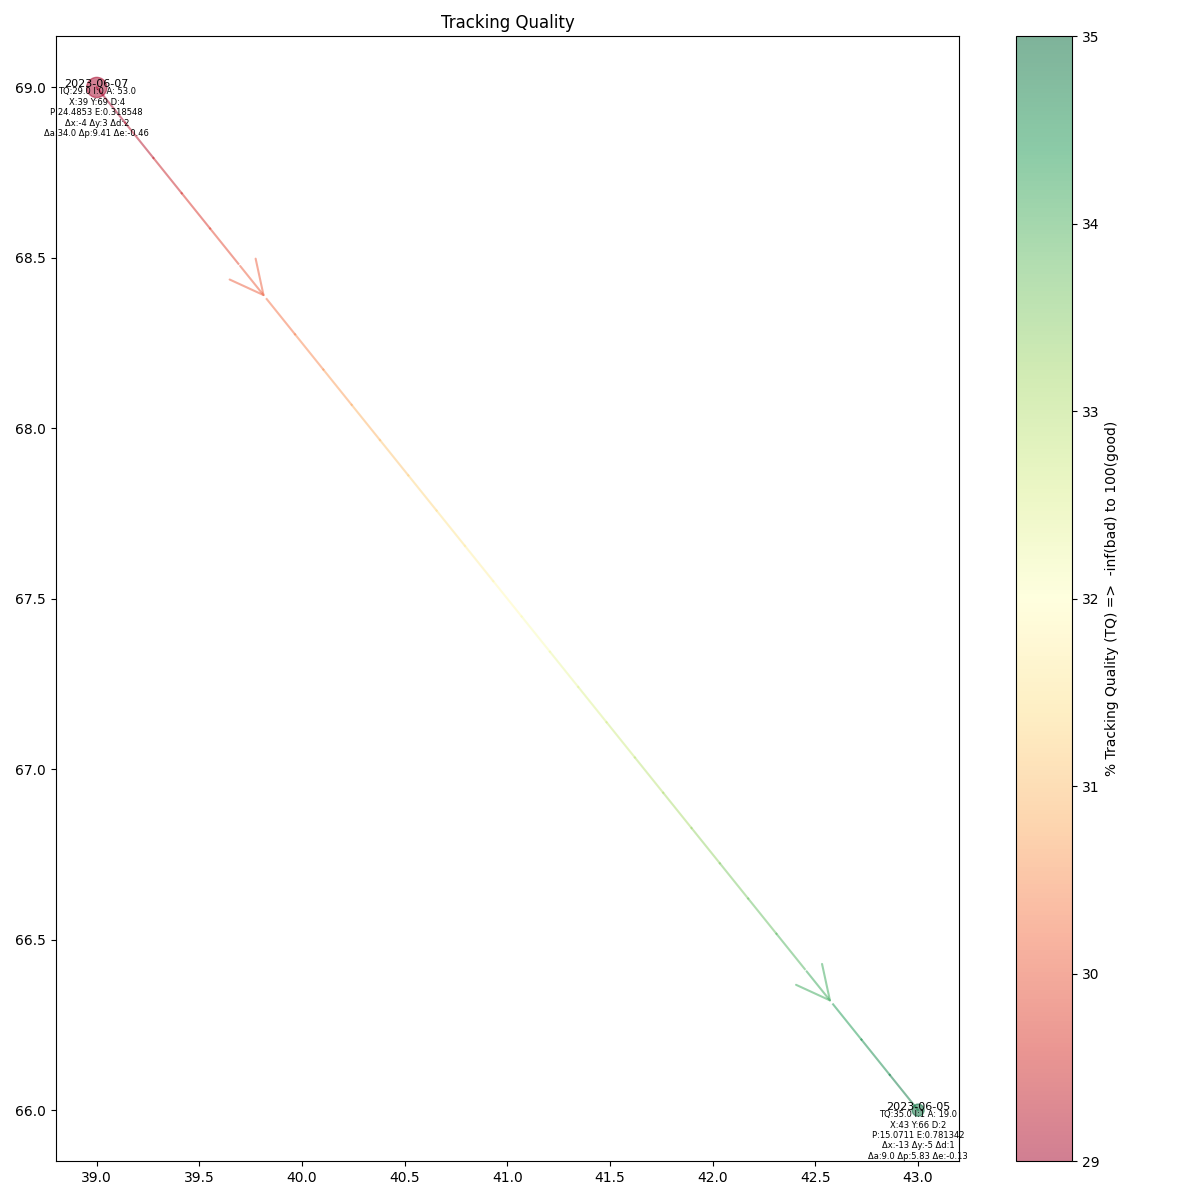 Tracking Quality
2023-06-07
TQ:29.0 I:0 A: 53.0
X:39 Y:69 D:4
P:24.4853 E:0.318548
Δx:-4 Δy:3 Δd:2
Δa:34.0 Δp:9.41 Δe:-0.46
2023-06-05
TQ:35.0 I:1 A: 19.0
X:43 Y:66 D:2
P:15.0711 E:0.781342
Δx:-13 Δy:-5 Δd:1
Δa:9.0 Δp:5.83 Δe:-0.13
69.0
68.5
68.0
67.5
67.0
66.5
66.0
39.0 39.5 40.0 40.5 41.0 41.5 42.0 42.5 43.0
35
34
33
32
31
30
29
% Tracking Quality (TQ) => -inf(bad) to 100(good)